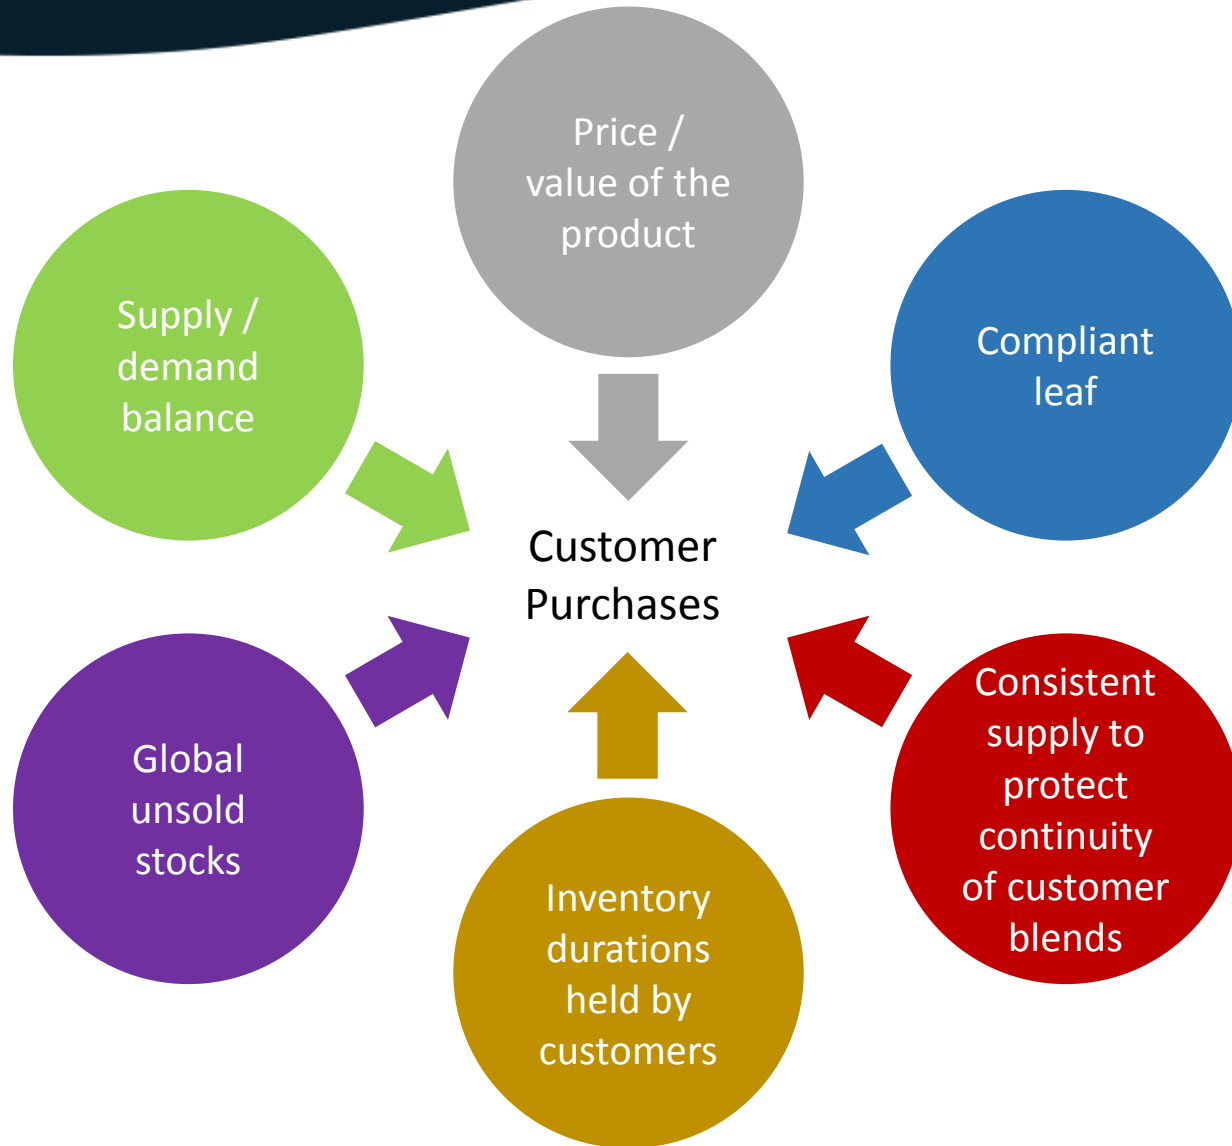 Price /
value of the
product
Compliant
leaf
Consistent
supply to
protect
continuity
of customer
blends
Inventory
durations
held by
customers
Global
unsold
stocks
Supply /
demand
balance
Customer
Purchases